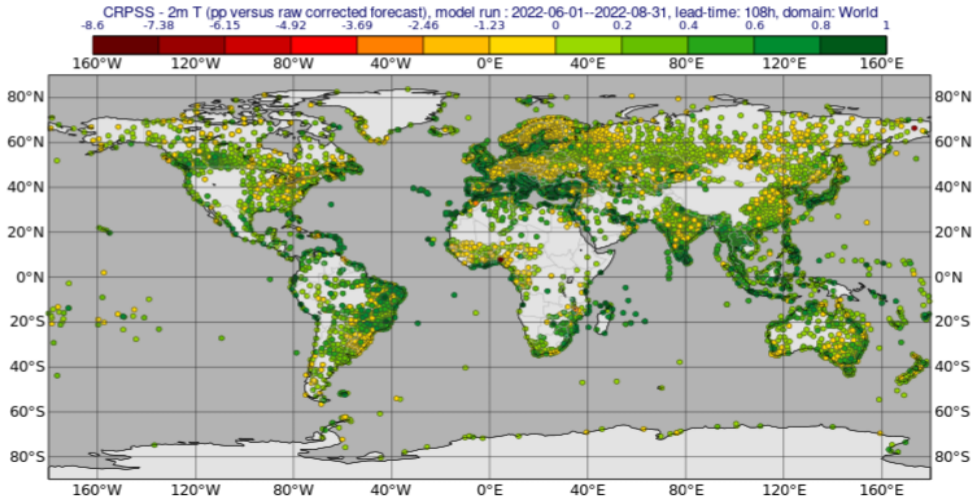 CRPSS - 2m T (pp versus raw corrected forecast), model run : 2022-06-01--2022-08-31, lead-time: 108h, domain: World
-8.6 -7.38 -6.15 -4.92 -3.69 -2.46 -1.23 0 0.2 0.4 0.6 0.8 1
160°W 120°W 80°W 40°W 0°E 40°E 80°E 120°E 160°E
80°N 80°N
60°N 60°N
40°N 40°N
20°N 20°N
0°N 0°N
20°S 20°S
40°S 40°S
60°S 60°S
80°S 80°S
160°W 120°W 80°W 40°W 0°E 40°E 80°E 120°E 160°E